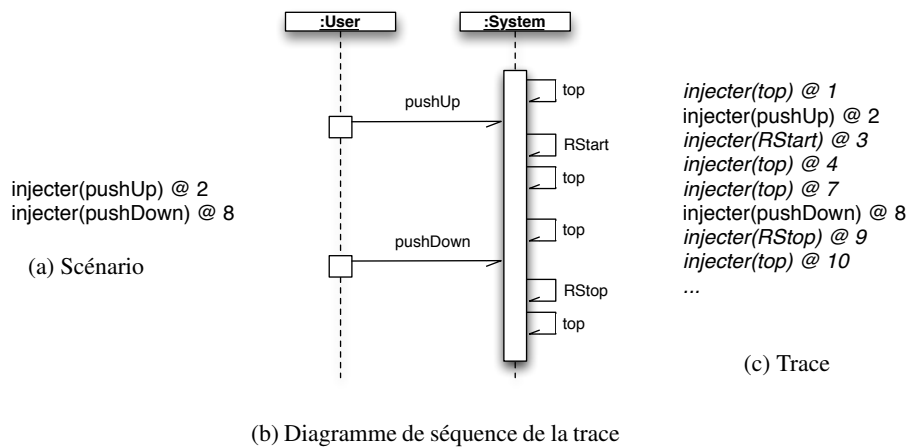 :User
:System
top
pushUp
RStart
top
top
pushDown
RStop
top
injecter(pushUp) @ 2
injecter(pushDown) @ 8
(a) Scénario
injecter(top) @ 1
injecter(pushUp) @ 2
injecter(RStart) @ 3
injecter(top) @ 4
injecter(top) @ 7
injecter(pushDown) @ 8
injecter(RStop) @ 9
injecter(top) @ 10
...
(c) Trace
(b) Diagramme de séquence de la trace